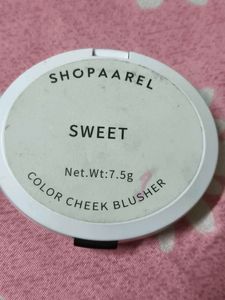 SHOPAAREL
SWEET
Net.Wt:7.5g
COLOR CHEEK BLUSHER